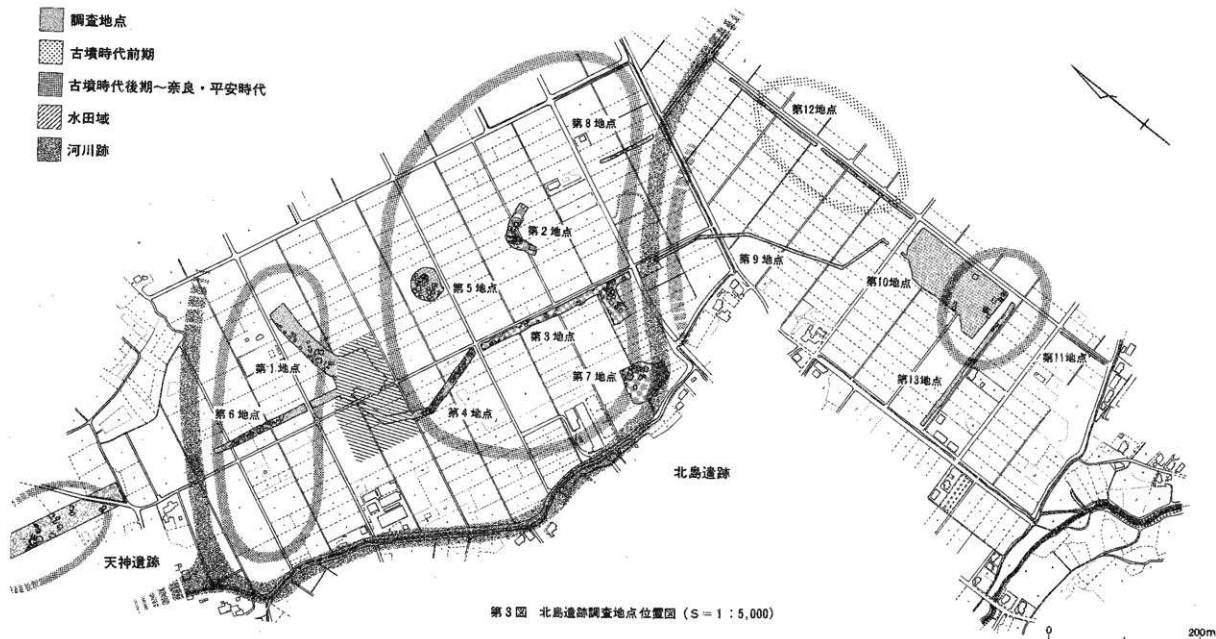 調査地点
古墳時代前期
古墳時代後期~奈良・平安時代
水田域
河川跡
第12地点
第8地点
第2地点
第9地点
第5地点
第10地点
第3地点
第11地点
第1地点
第7地点
第13地点
第6地点
第4地点
北島遺跡
天神遺跡
第3図 北島遺跡調査地点位置図(S=1:5,000)
0 200m